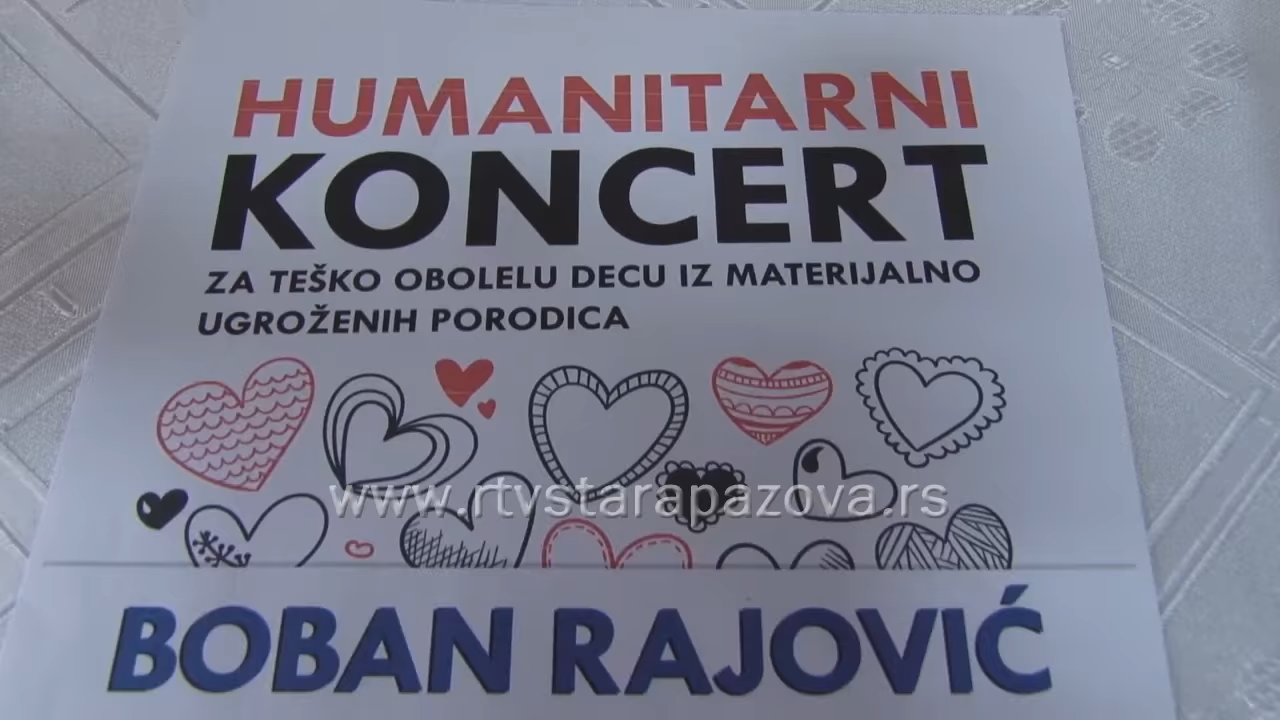 HUMANITARNI
KONCERT
ZA TEŠKO OBOLELU DECU IZ MATERIJALNO
UGROŽENIH PORODICA
www.rtvstarapazova.rs
BOBAN RAJOVIĆ